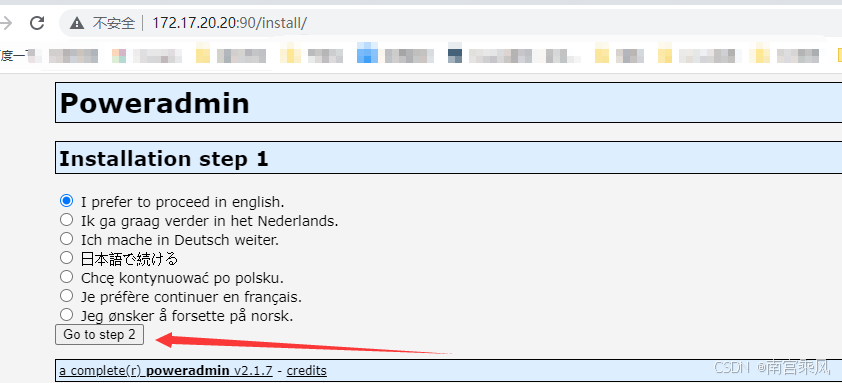 不安全 | 172.17.20.20:90/install/
度一下
Poweradmin
Installation step 1
I prefer to proceed in english.
Ik ga graag verder in het Nederlands.
Ich mache in Deutsch weiter.
日本語で続ける
Chcę kontynuować po polsku.
Je préfère continuer en français.
Jeg ønsker å forsette på norsk.
Go to step 2
a complete(r) poweradmin v2.1.7 - credits
CSDN @南宫乘风